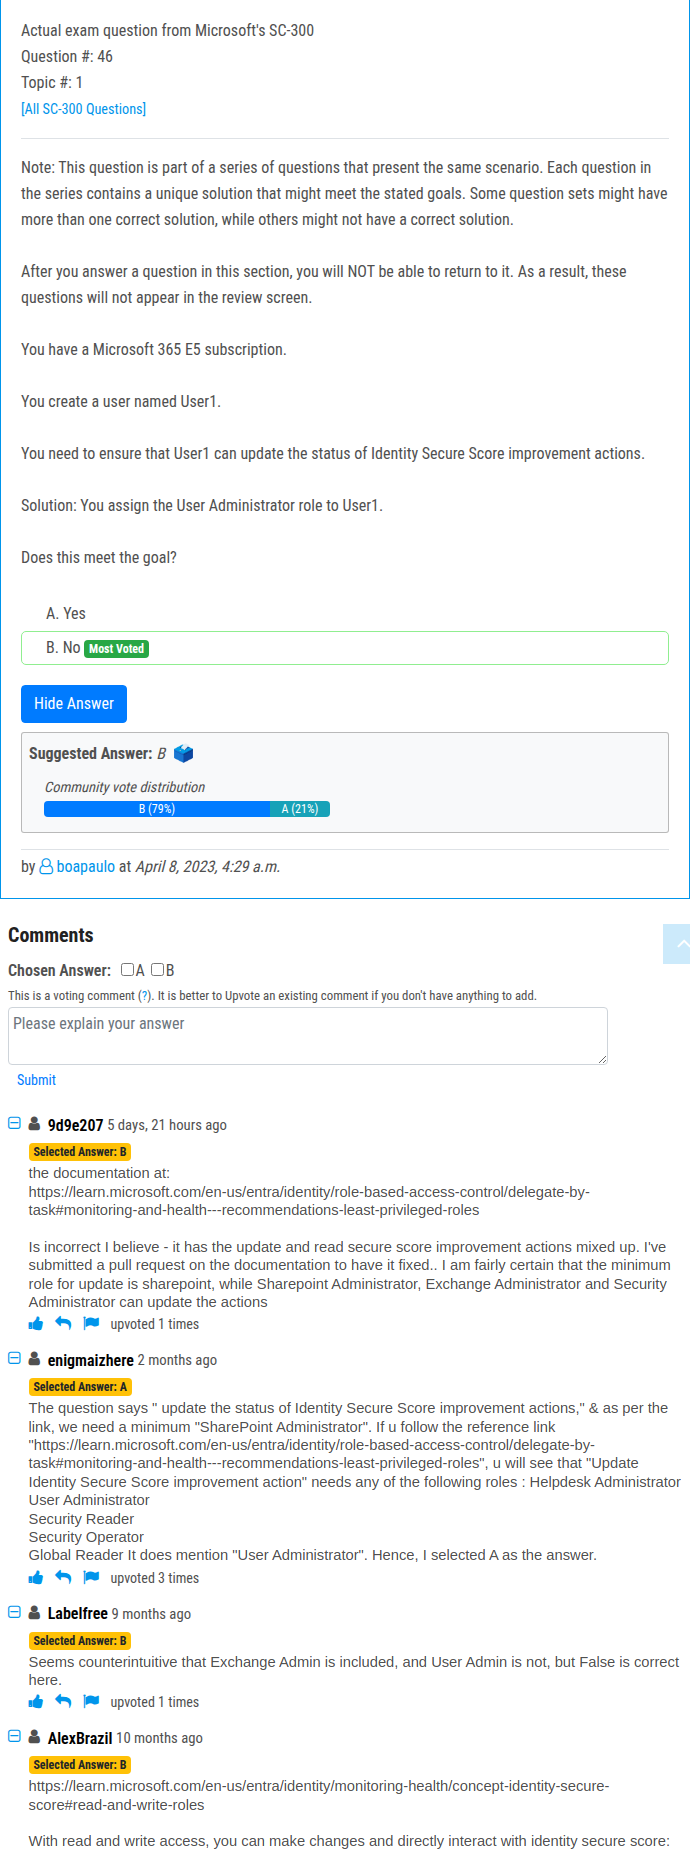 Actual exam question from Microsoft's SC-300
Question #: 46
Topic #: 1
[All SC-300 Questions]
Note: This question is part of a series of questions that present the same scenario. Each question in
the series contains a unique solution that might meet the stated goals. Some question sets might have
more than one correct solution, while others might not have a correct solution.
After you answer a question in this section, you will NOT be able to return to it. As a result, these
questions will not appear in the review screen.
You have a Microsoft 365 E5 subscription.
You create a user named User1.
You need to ensure that User1 can update the status of Identity Secure Score improvement actions.
Solution: You assign the User Administrator role to User1.
Does this meet the goal?
A. Yes
B. No Most Voted
Hide Answer
Suggested Answer: B
Community vote distribution
B (79%) A (21%)
by boapaulo at April 8, 2023, 4:29 a.m.
Comments
Chosen Answer: A B
This is a voting comment (?). It is better to Upvote an existing comment if you don't have anything to add.
Please explain your answer
Submit
9d9e207 5 days, 21 hours ago
Selected Answer: B
the documentation at:
https://learn.microsoft.com/en-us/entra/identity/role-based-access-control/delegate-by-
task#monitoring-and-health---recommendations-least-privileged-roles
Is incorrect I believe - it has the update and read secure score improvement actions mixed up. I've
submitted a pull request on the documentation to have it fixed.. I am fairly certain that the minimum
role for update is sharepoint, while Sharepoint Administrator, Exchange Administrator and Security
Administrator can update the actions
upvoted 1 times
enigmaizhere 2 months ago
Selected Answer: A
The question says " update the status of Identity Secure Score improvement actions," & as per the
link, we need a minimum "SharePoint Administrator". If u follow the reference link
"https://learn.microsoft.com/en-us/entra/identity/role-based-access-control/delegate-by-
task#monitoring-and-health---recommendations-least-privileged-roles", u will see that "Update
Identity Secure Score improvement action" needs any of the following roles : Helpdesk Administrator
User Administrator
Security Reader
Security Operator
Global Reader It does mention "User Administrator". Hence, I selected A as the answer.
upvoted 3 times
Labelfree 9 months ago
Selected Answer: B
Seems counterintuitive that Exchange Admin is included, and User Admin is not, but False is correct
here.
upvoted 1 times
AlexBrazil 10 months ago
Selected Answer: B
https://learn.microsoft.com/en-us/entra/identity/monitoring-health/concept-identity-secure-
score#read-and-write-roles
With read and write access, you can make changes and directly interact with identity secure score: